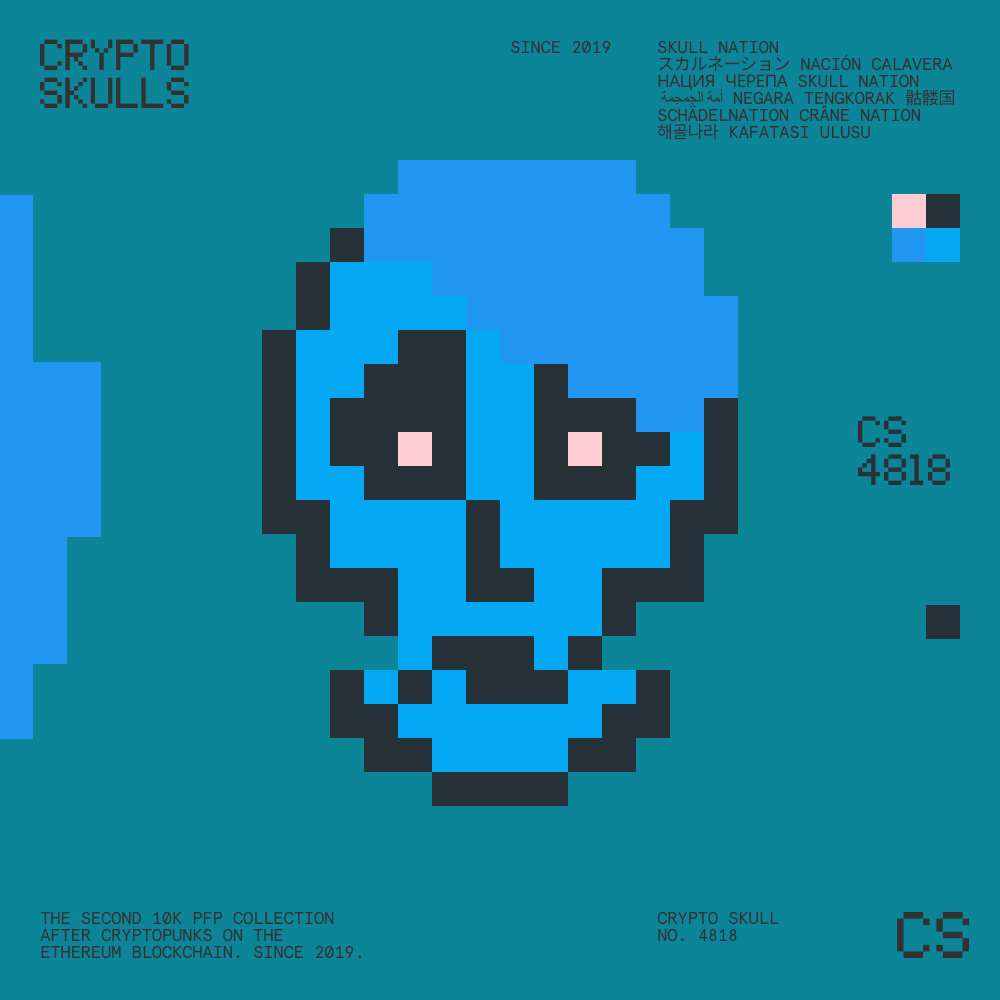 CRYPTO
SKULLS
SINCE 2019
SKULL NATION
スカルネーション NACIÓN CALAVERA
НАЦИЯ ЧЕРЕПА SKULL NATION
أمة الجمجمة NEGARA TENGKORAK 骷髅国
SCHÄDELNATION CRÂNE NATION
해골나라 KAFATASI ULUSU
CS
4818
THE SECOND 10K PFP COLLECTION
AFTER CRYPTOPUNKS ON THE
ETHEREUM BLOCKCHAIN. SINCE 2019.
CRYPTO SKULL
NO. 4818
CS